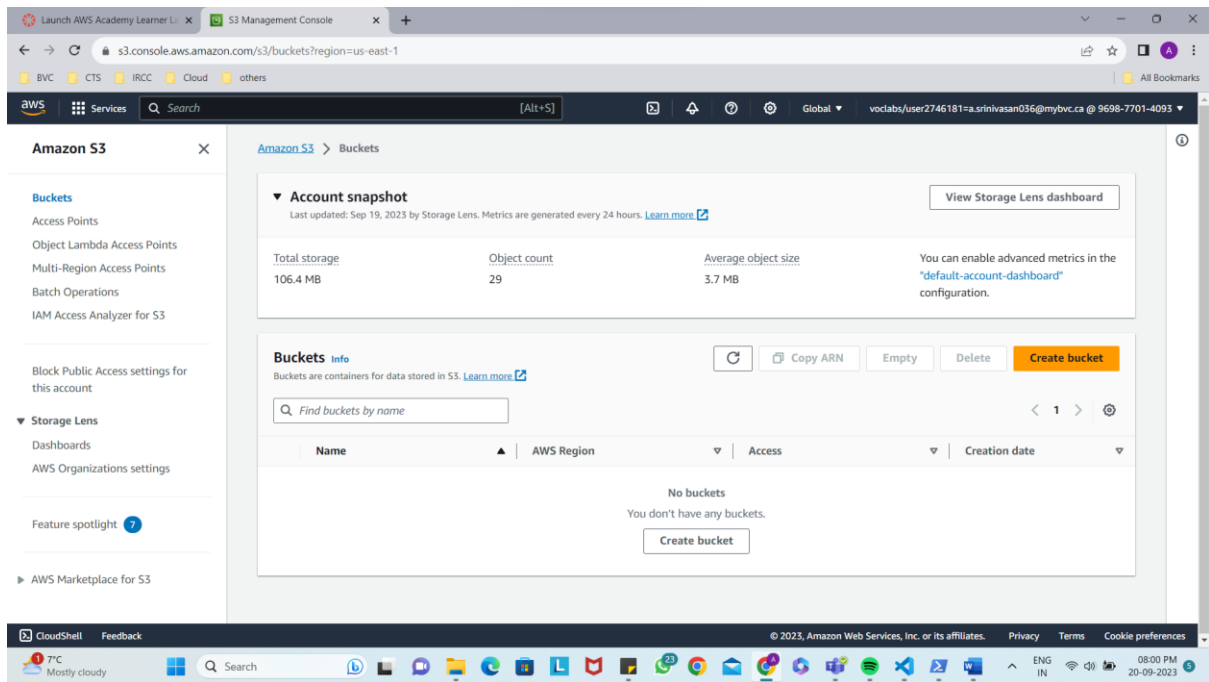 Launch AWS Academy Learner La
S3 Management Console
s3.console.aws.amazon.com/s3/buckets?region=us-east-1
A
BVC CTS IRCC Cloud others All Bookmarks
aws Services Search [Alt+S] Global voclabs/user2746181=a.srinivasan036@mybvc.ca @ 9698-7701-4093
Amazon S3
Buckets
Access Points
Object Lambda Access Points
Multi-Region Access Points
Batch Operations
IAM Access Analyzer for S3
Block Public Access settings for
this account
Storage Lens
Dashboards
AWS Organizations settings
Feature spotlight 7
AWS Marketplace for S3
Amazon S3 > Buckets
Account snapshot
Last updated: Sep 19, 2023 by Storage Lens. Metrics are generated every 24 hours. Learn more
View Storage Lens dashboard
Total storage
106.4 MB
Object count
29
Average object size
3.7 MB
You can enable advanced metrics in the
"default-account-dashboard"
configuration.
Buckets Info
Buckets are containers for data stored in S3. Learn more
Copy ARN Empty Delete Create bucket
Find buckets by name
< 1 >
Name AWS Region Access Creation date
No buckets
You don't have any buckets.
Create bucket
CloudShell Feedback © 2023, Amazon Web Services, Inc. or its affiliates. Privacy Terms Cookie preferences
1 7°C
Mostly cloudy
Search
23
ENG
IN
08:00 PM
20-09-2023
5